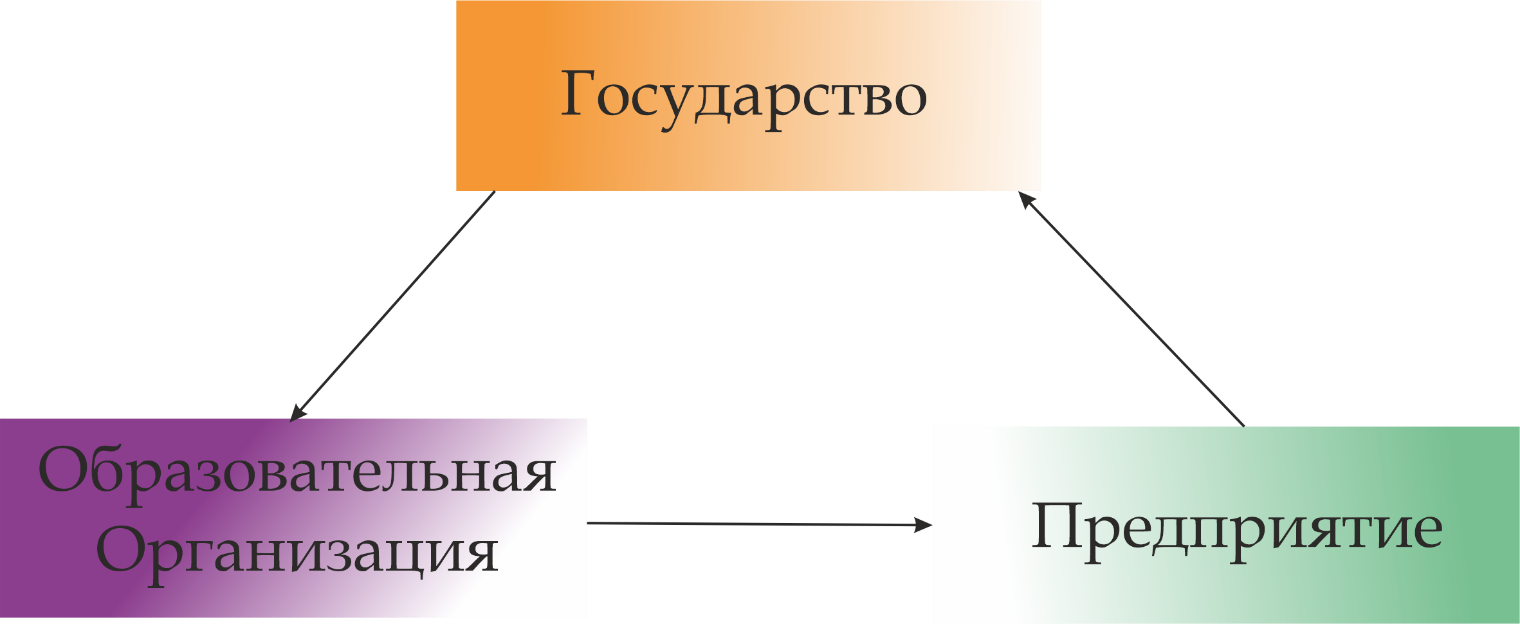 Государство
Образовательная
Организация
Предприятие